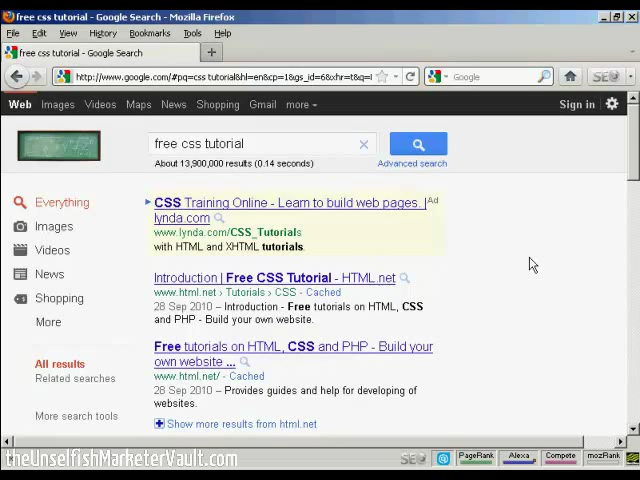 free css tutorial - Google Search - Mozilla Firefox
File Edit View History Bookmarks Tools Help
free css tutorial - Google Search
http://www.google.com/#pq=css tutorial&hl=en&cp=1&gs_id=6&xhr=t&q=l
Google
SEO
Web Images Videos Maps News Shopping Gmail more
Sign in
free css tutorial
About 13,900,000 results (0.14 seconds)
Advanced search
Everything
Images
Videos
News
Shopping
More
All results
Related searches
More search tools
CSS Training Online - Learn to build web pages. |
Ad
lynda.com
www.lynda.com/CSS_Tutorials
with HTML and XHTML tutorials.
Introduction | Free CSS Tutorial - HTML.net
www.html.net › Tutorials › CSS - Cached
28 Sep 2010 – Introduction - Free tutorials on HTML, CSS
and PHP - Build your own website.
Free tutorials on HTML, CSS and PHP - Build your
own website ...
www.html.net/ - Cached
28 Sep 2010 – Provides guides and help for developing of
websites.
Show more results from html.net
theUnselfishMarketerVault.com
SEO
PageRank
Alexa
Compete
mozRank